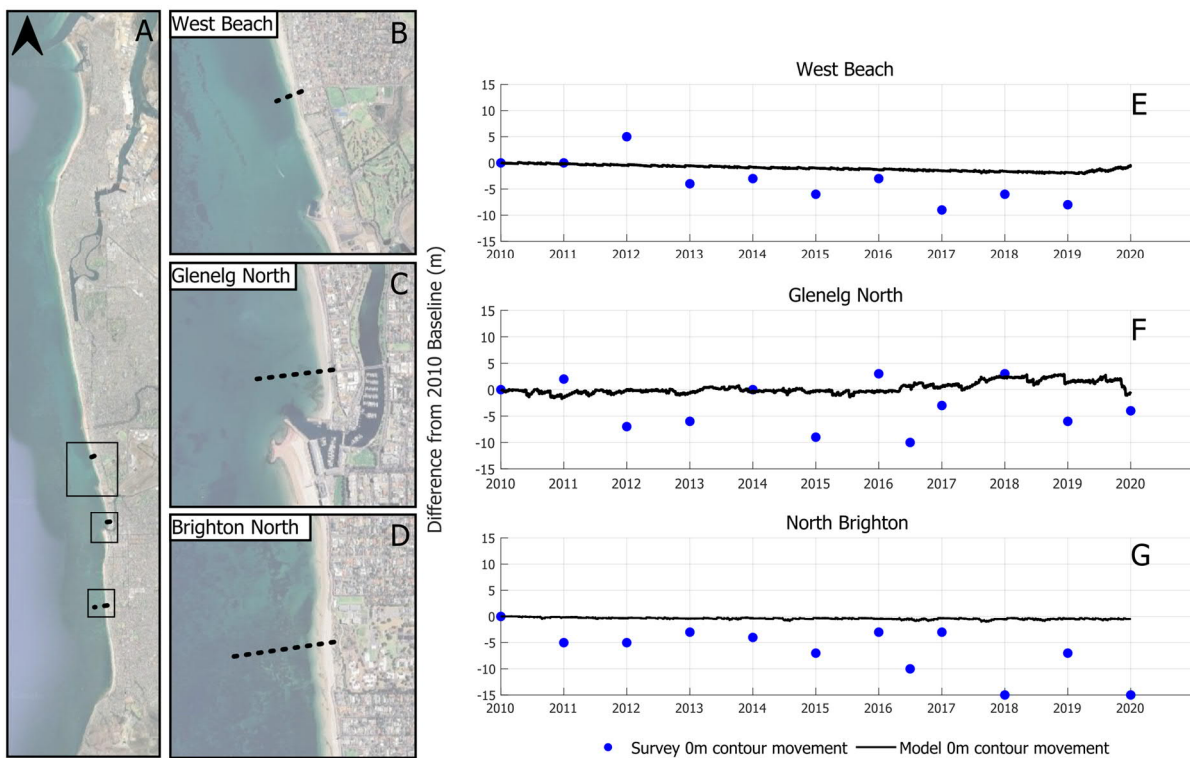 A
West Beach
B
Glenelg North
C
Brighton North
D
Difference from 2010 Baseline (m)
West Beach
E
15
10
5
0
-5
-10
-15
2010 2011 2012 2013 2014 2015 2016 2017 2018 2019 2020
Glenelg North
F
15
10
5
0
-5
-10
-15
2010 2011 2012 2013 2014 2015 2016 2017 2018 2019 2020
North Brighton
G
15
10
5
0
-5
-10
-15
2010 2011 2012 2013 2014 2015 2016 2017 2018 2019 2020
Survey 0m contour movement Model 0m contour movement